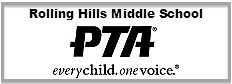 Rolling Hills Middle School
PTA®
everychild.onevoice.®